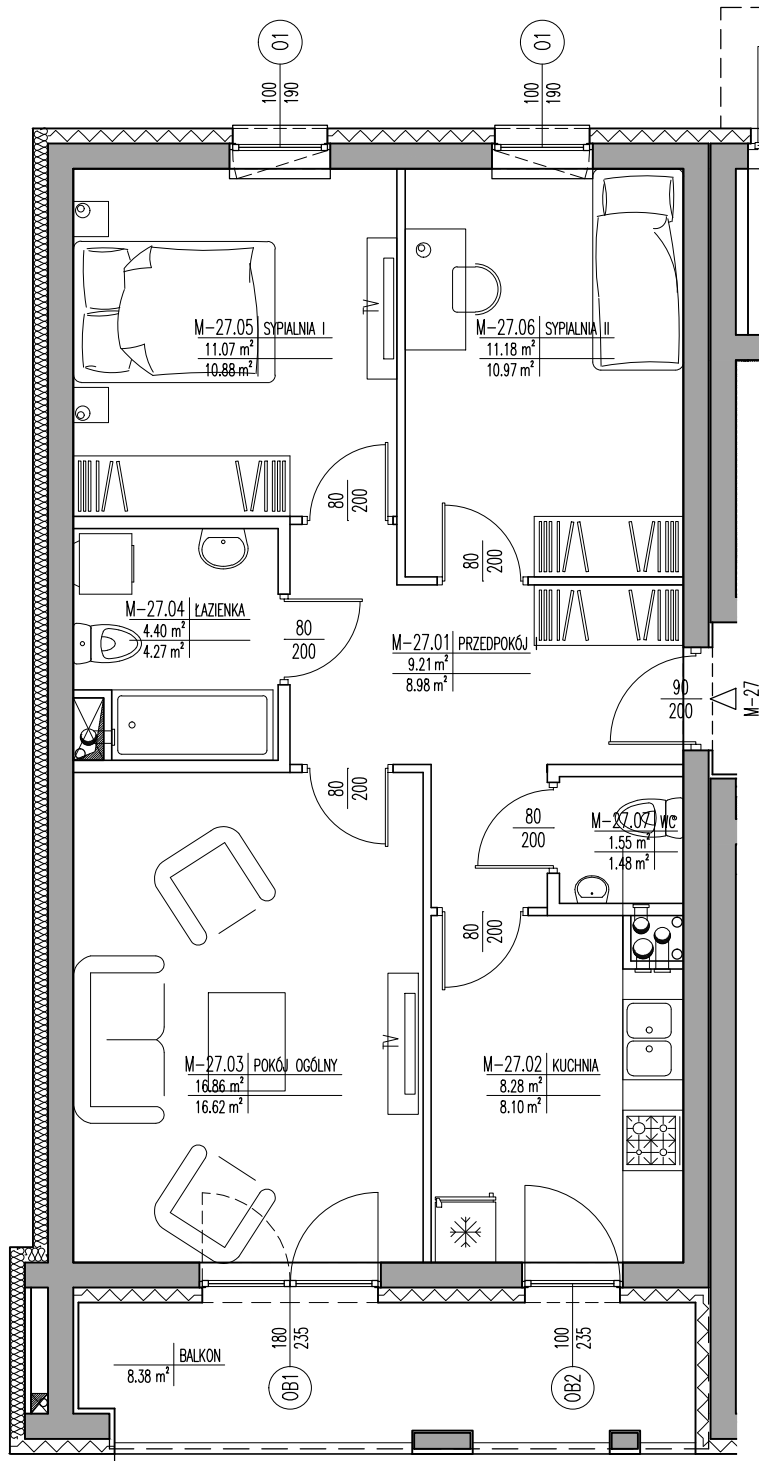 O1
O1
100
190
100
190
TV
M-27.05 SYPIALNIA I
11.07 m²
10.88 m²
M-27.06 SYPIALNIA II
11.18 m²
10.97 m²
80
200
80
200
M-27.04 ŁAZIENKA
4.40 m²
4.27 m²
80
200
M-27.01 PRZEDPOKÓJ I
9.21 m²
8.98 m²
90
200
M-27
80
200
80
200
M-27.07 WC
1.55 m²
1.48 m²
80
200
TV
M-27.03 POKÓJ OGÓLNY
16.86 m²
16.62 m²
M-27.02 KUCHNIA
8.28 m²
8.10 m²
180
235
100
235
BALKON
8.38 m²
OB1
OB2